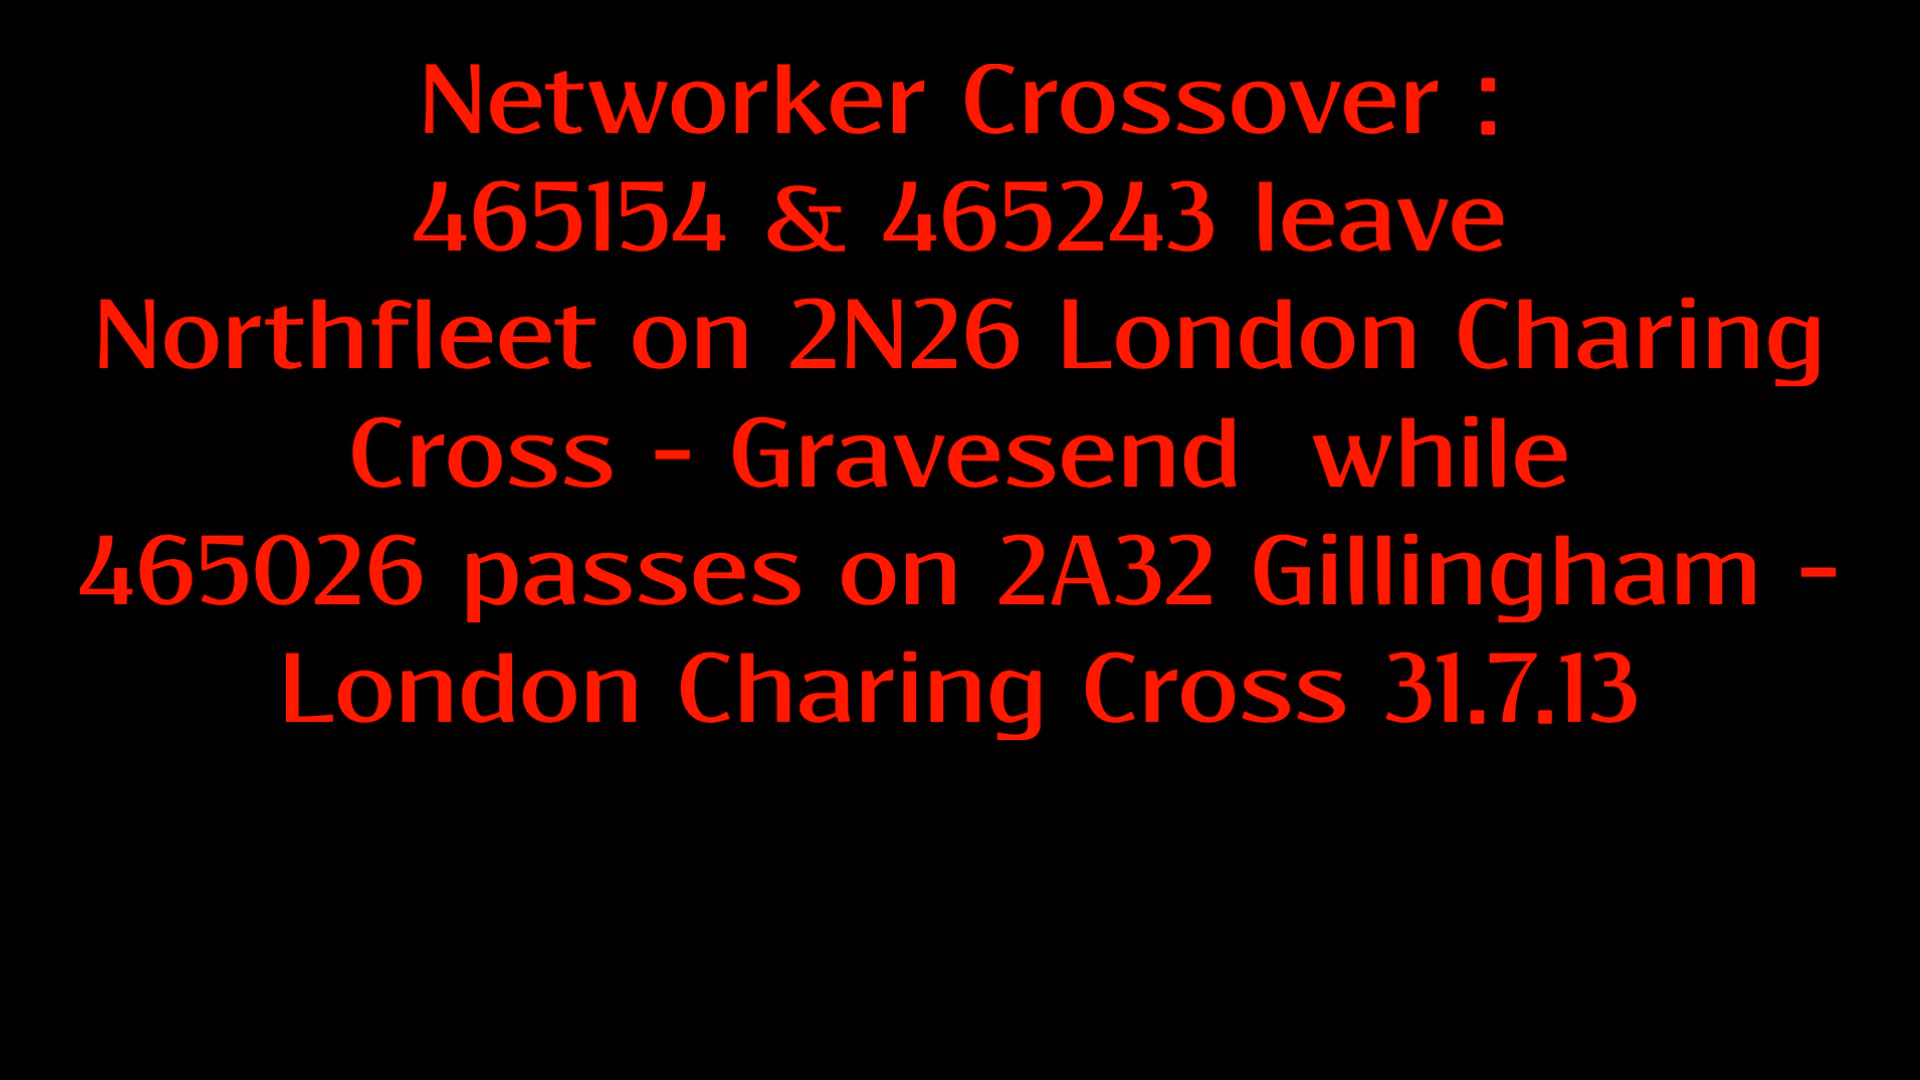 Networker Crossover :
465154 & 465243 leave
Northfleet on 2N26 London Charing
Cross - Gravesend  while
465026 passes on 2A32 Gillingham -
London Charing Cross 31.7.13